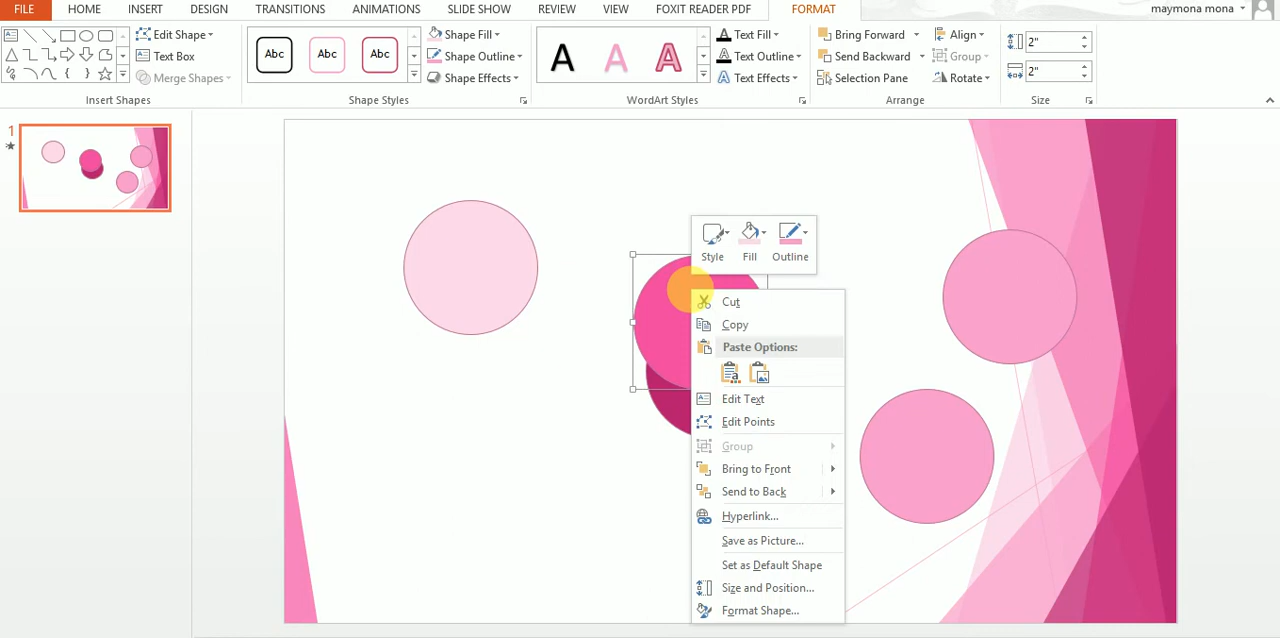 FILE HOME INSERT DESIGN TRANSITIONS ANIMATIONS SLIDE SHOW REVIEW VIEW FOXIT READER PDF FORMAT maymona mona
Edit Shape
Text Box
Merge Shapes
Insert Shapes
Abc Abc Abc
Shape Fill
Shape Outline
Shape Effects
Shape Styles
A A A
Text Fill
Text Outline
Text Effects
WordArt Styles
Bring Forward
Send Backward
Selection Pane
Align
Group
Rotate
Arrange
2"
2"
Size
1
Style Fill Outline
Cut
Copy
Paste Options:
Edit Text
Edit Points
Group
Bring to Front
Send to Back
Hyperlink...
Save as Picture...
Set as Default Shape
Size and Position...
Format Shape...